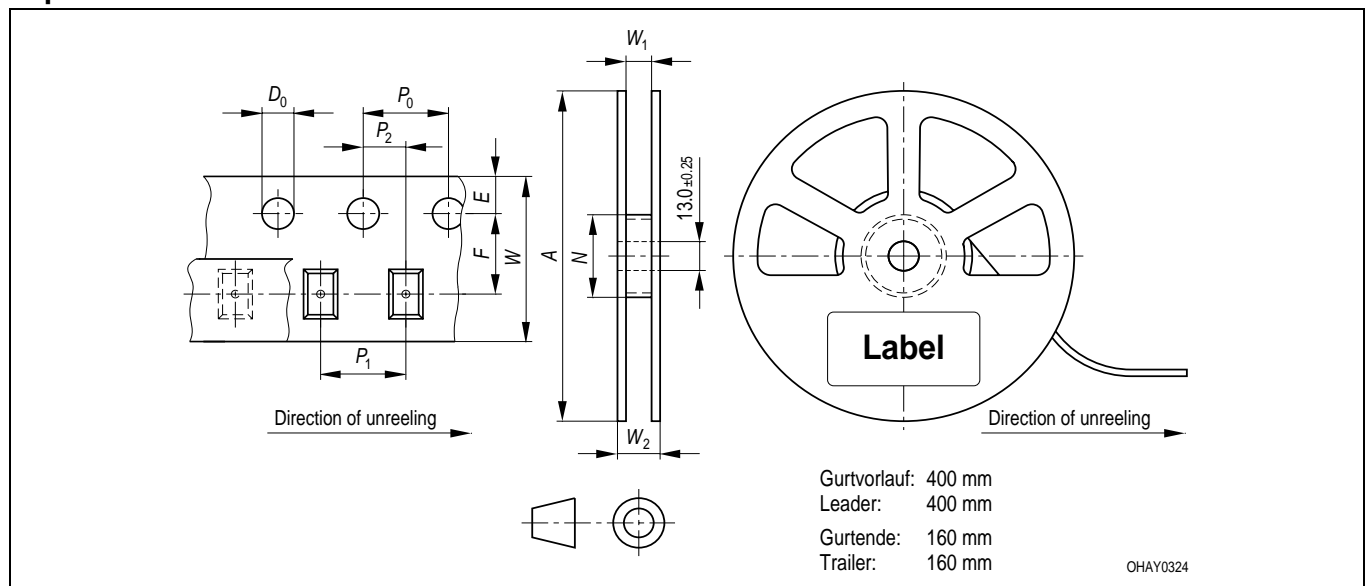 W₁
D₀
P₀
P₂
E
13.0±0.25
F
W
A
N
Label
P₁
Direction of unreeling
W₂
Direction of unreeling
Gurtvorlauf: 400 mm
Leader: 400 mm
Gurtende: 160 mm
Trailer: 160 mm
OHAY0324